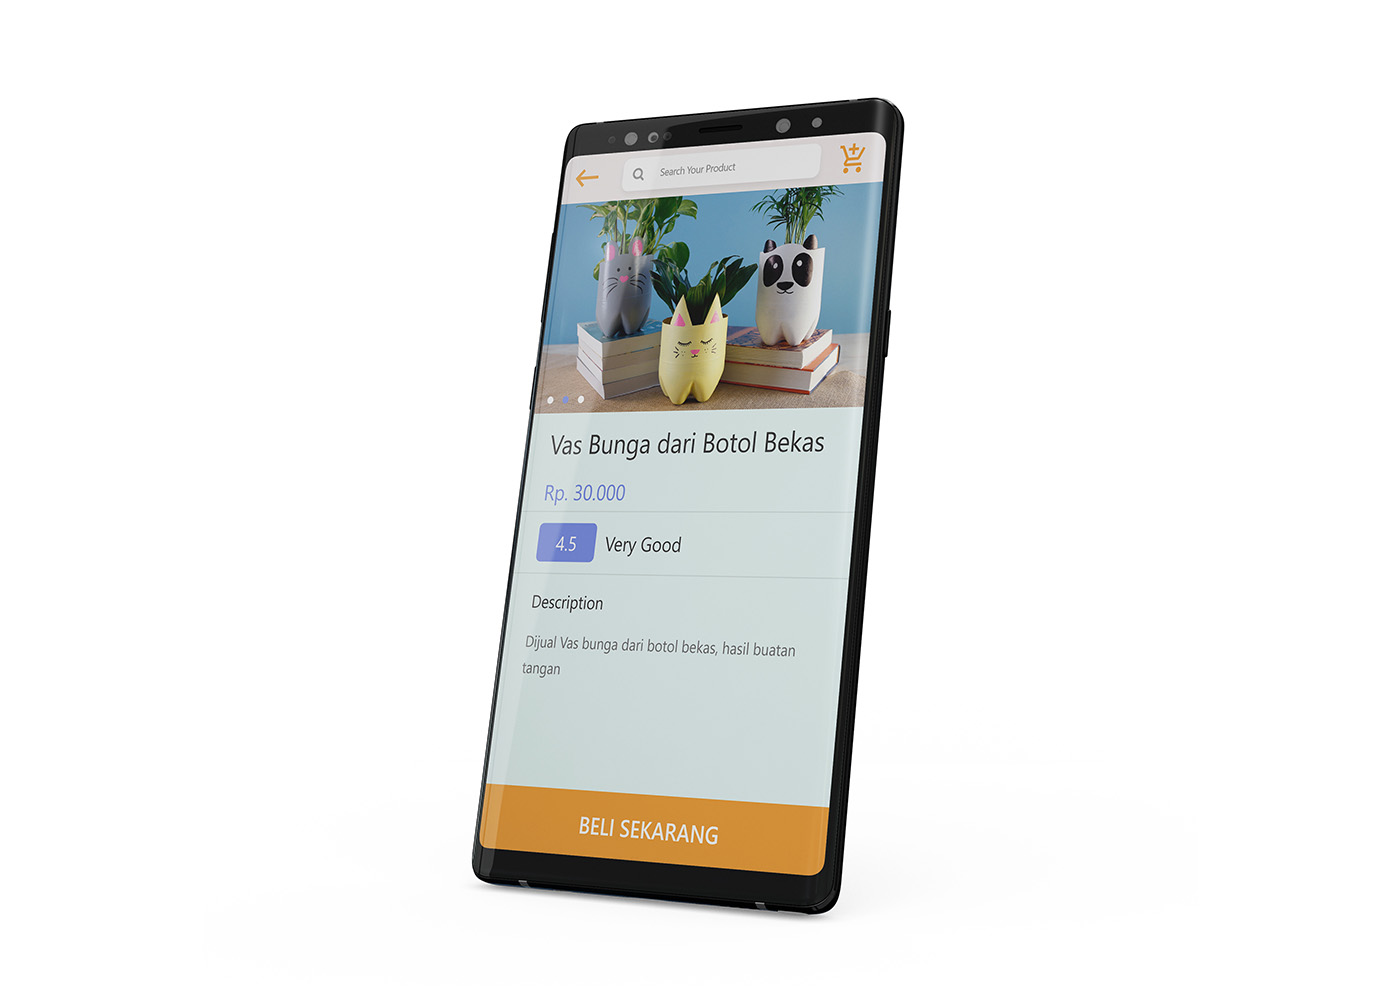 Search Your Product
Vas Bunga dari Botol Bekas
Rp. 30.000
4.5 Very Good
Description
Dijual Vas bunga dari botol bekas, hasil buatan
tangan
BELI SEKARANG